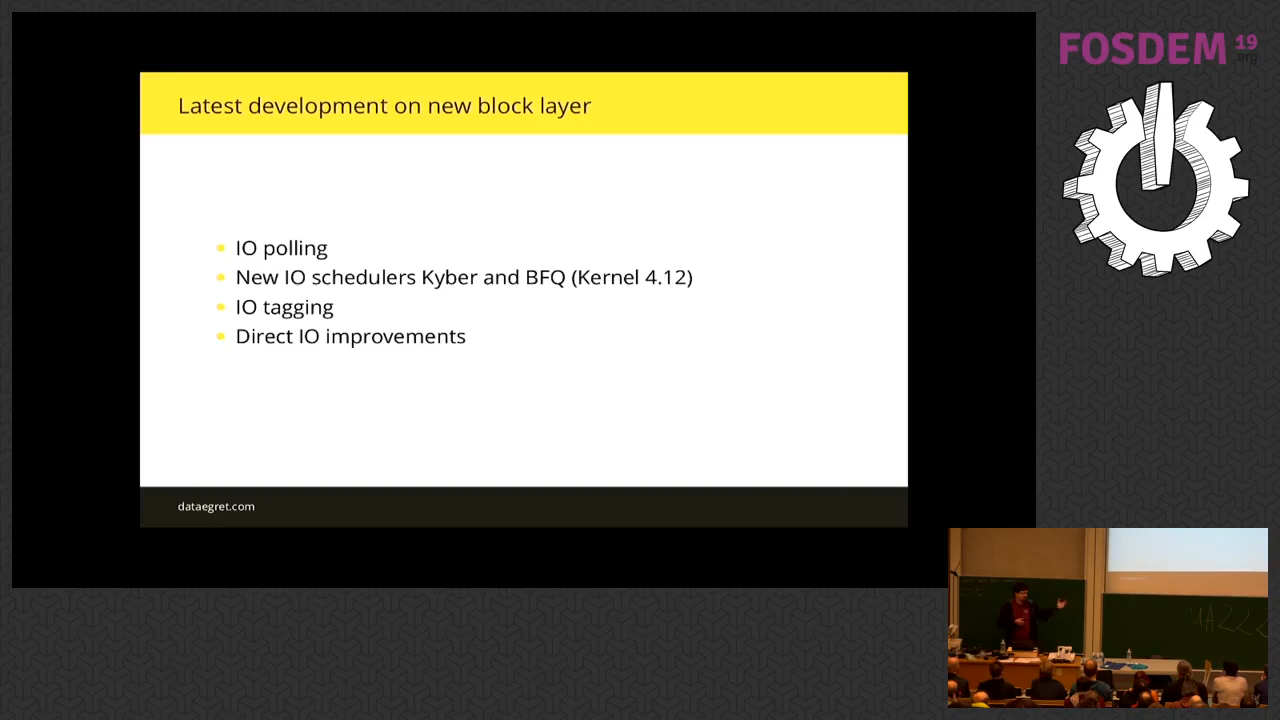 Latest development on new block layer
IO polling
New IO schedulers Kyber and BFQ (Kernel 4.12)
IO tagging
Direct IO improvements
dataegret.com
FOSDEM 19
.org